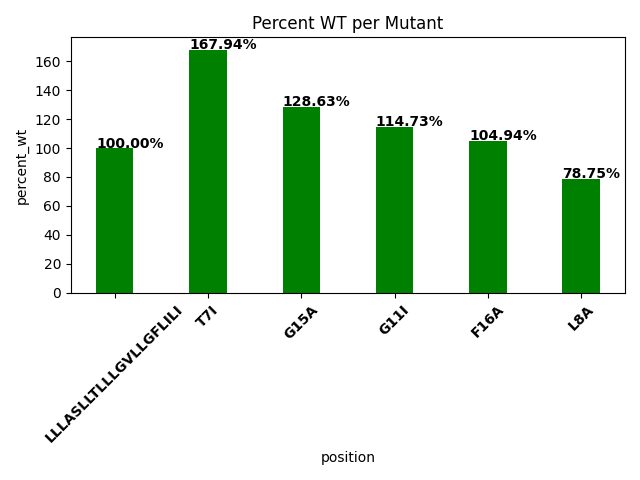 Percent WT per Mutant
percent_wt
160
140
120
100
80
60
40
20
0
100.00%
167.94%
128.63%
114.73%
104.94%
78.75%
LLLASLLTLLLGVLLGFLILI
T7I
G15A
G11I
F16A
L8A
position